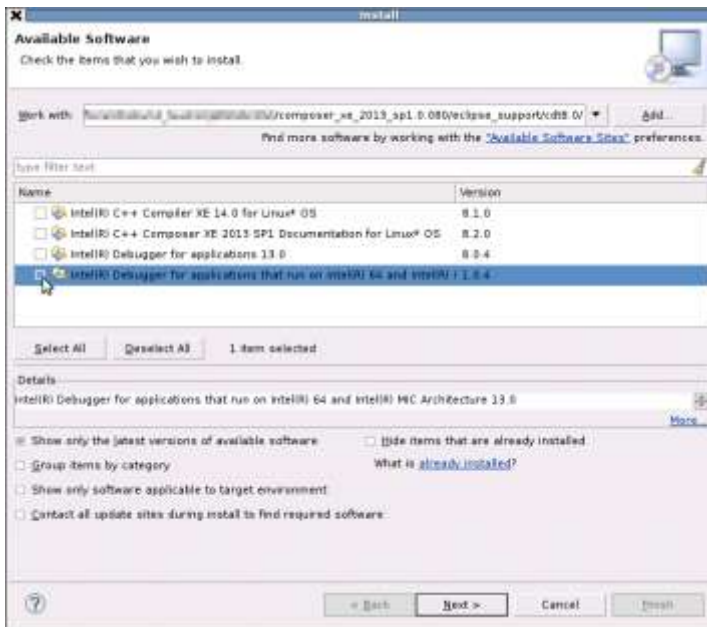 Install
Available Software
Check the items that you wish to install.
Work with: /composer_xe_2013_sp1.0.080/eclipse_support/cdt8.0/ Add...
Find more software by working with the "Available Software Sites" preferences.
type filter text
Name Version
Intel(R) C++ Compiler XE 14.0 for Linux* OS 8.1.0
Intel(R) C++ Composer XE 2013 SP1 Documentation for Linux* OS 8.2.0
Intel(R) Debugger for applications 13.0 8.0.4
Intel(R) Debugger for applications that run on Intel(R) 64 and Intel(R) 1.0.4
Select All Deselect All 1 item selected
Details
Intel(R) Debugger for applications that run on Intel(R) 64 and Intel(R) MIC Architecture 13.0
More...
Show only the latest versions of available software Hide items that are already installed
Group items by category What is already installed?
Show only software applicable to target environment
Contact all update sites during install to find required software
< Back Next > Cancel Finish